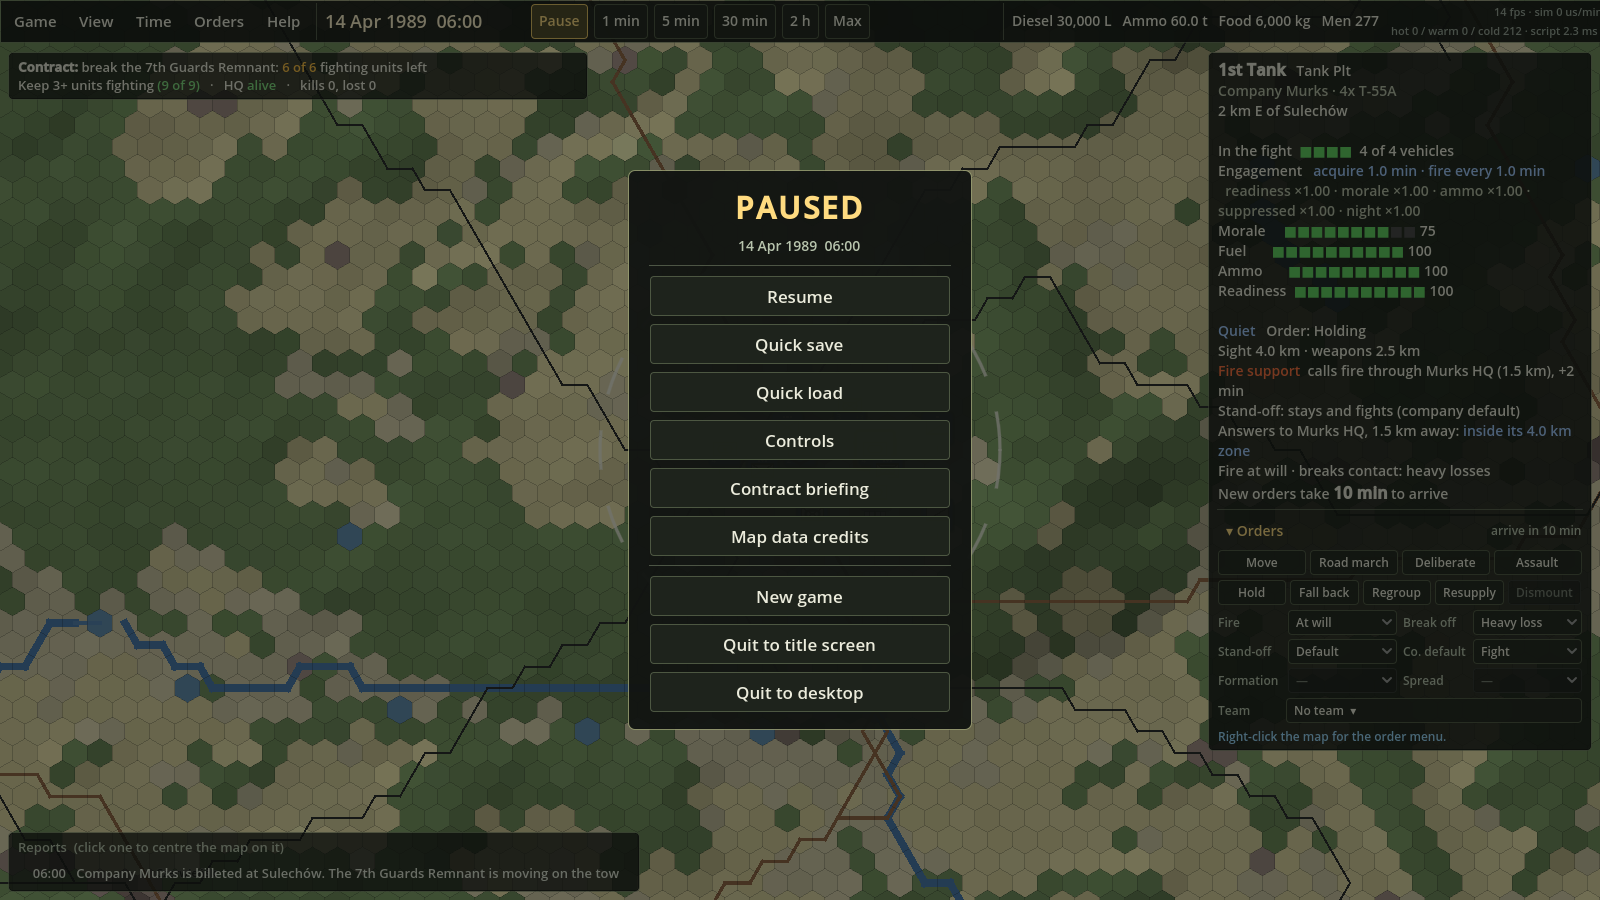 Game View Time Orders Help 14 Apr 1989 06:00 Pause 1 min 5 min 30 min 2 h Max Diesel 30,000 L Ammo 60.0 t Food 6,000 kg Men 277
14 fps · sim 0 us/min
hot 0 / warm 0 / cold 212 · script 2.3 ms
Contract: break the 7th Guards Remnant: 6 of 6 fighting units left
Keep 3+ units fighting (9 of 9) · HQ alive · kills 0, lost 0
PAUSED
14 Apr 1989 06:00
Resume
Quick save
Quick load
Controls
Contract briefing
Map data credits
New game
Quit to title screen
Quit to desktop
1st Tank Tank Plt
Company Murks · 4x T-55A
2 km E of Sulechów
In the fight 4 of 4 vehicles
Engagement acquire 1.0 min · fire every 1.0 min
readiness ×1.00 · morale ×1.00 · ammo ×1.00 ·
suppressed ×1.00 · night ×1.00
Morale 75
Fuel 100
Ammo 100
Readiness 100
Quiet Order: Holding
Sight 4.0 km · weapons 2.5 km
Fire support calls fire through Murks HQ (1.5 km), +2
min
Stand-off: stays and fights (company default)
Answers to Murks HQ, 1.5 km away: inside its 4.0 km
zone
Fire at will · breaks contact: heavy losses
New orders take 10 min to arrive
▾ Orders arrive in 10 min
Move Road march Deliberate Assault
Hold Fall back Regroup Resupply Dismount
Fire At will Break off Heavy loss
Stand-off Default Co. default Fight
Formation — Spread —
Team No team ▾
Right-click the map for the order menu.
Reports (click one to centre the map on it)
06:00 Company Murks is billeted at Sulechów. The 7th Guards Remnant is moving on the tow